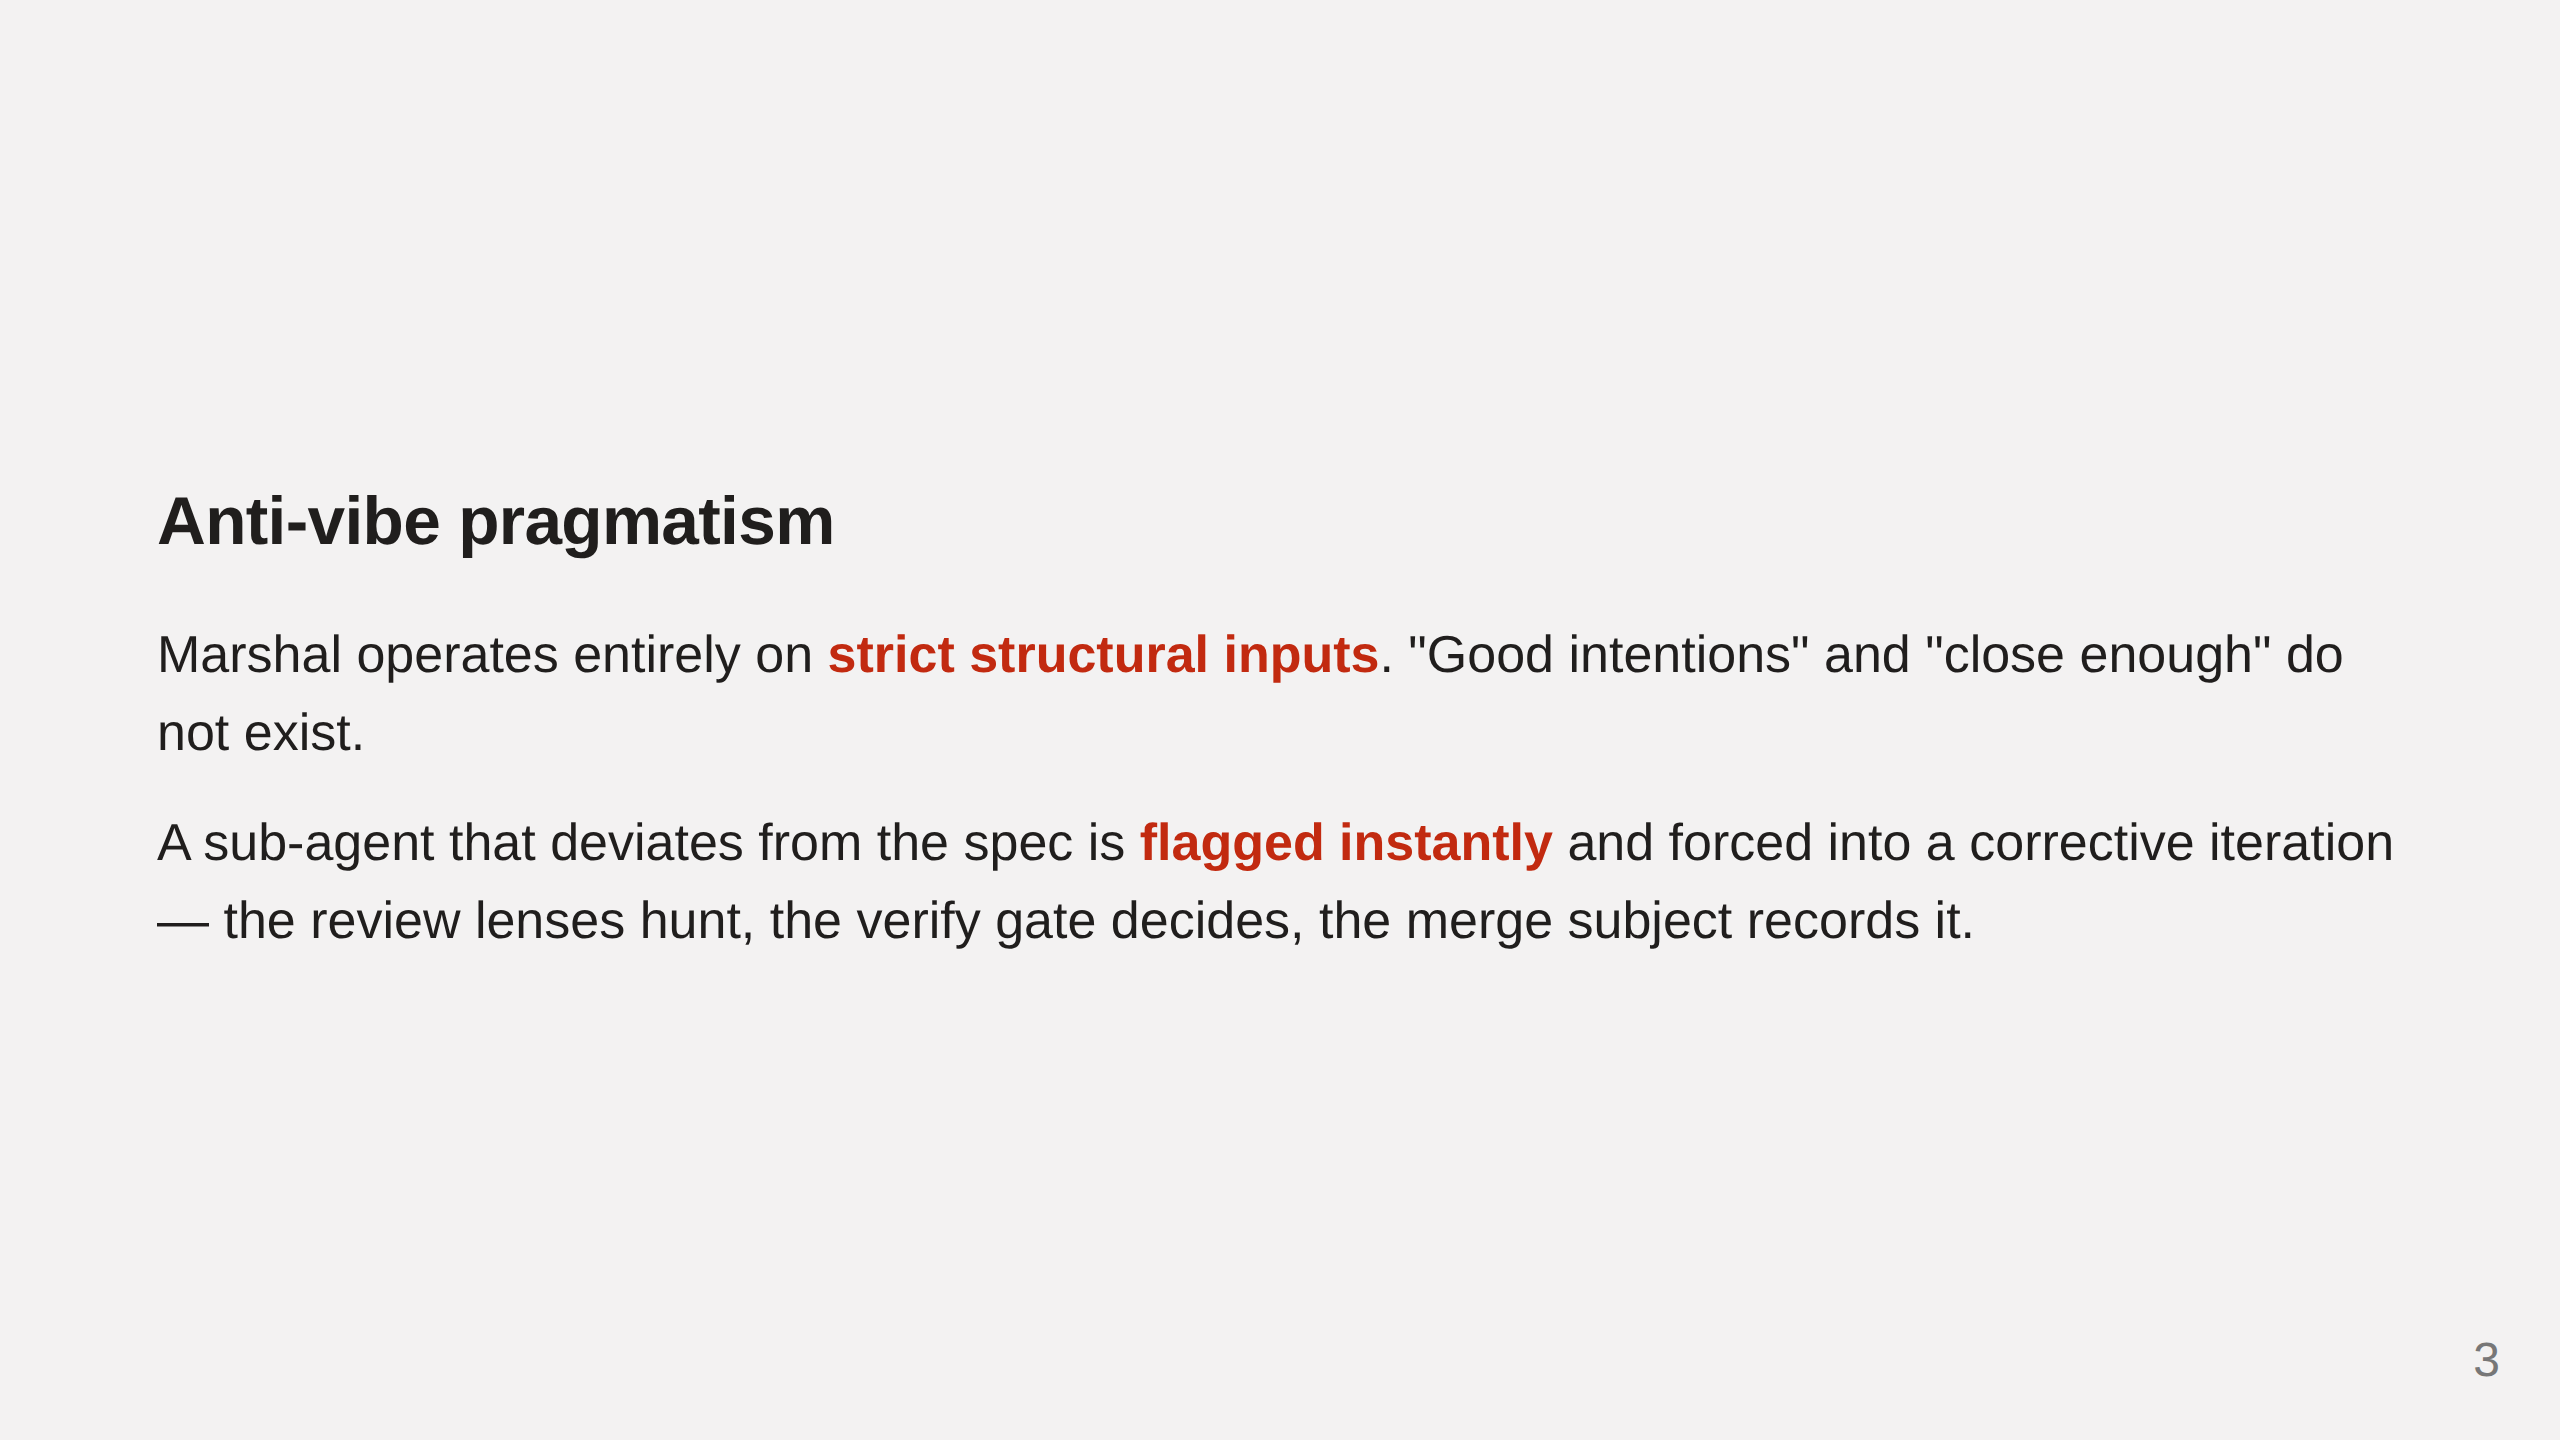 Anti-vibe pragmatism
Marshal operates entirely on strict structural inputs. "Good intentions" and "close enough" do
not exist.
A sub-agent that deviates from the spec is flagged instantly and forced into a corrective iteration
— the review lenses hunt, the verify gate decides, the merge subject records it.
3